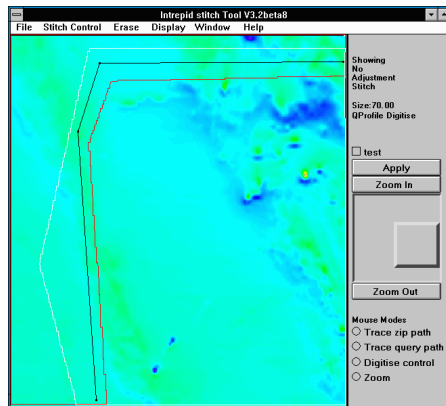 Intrepid stitch Tool V3.2beta8
File Stitch Control Erase Display Window Help
Showing
No
Adjustment
Stitch
Size:70.00
QProfile Digitise
test
Apply
Zoom In
Zoom Out
Mouse Modes
Trace zip path
Trace query path
Digitise control
Zoom